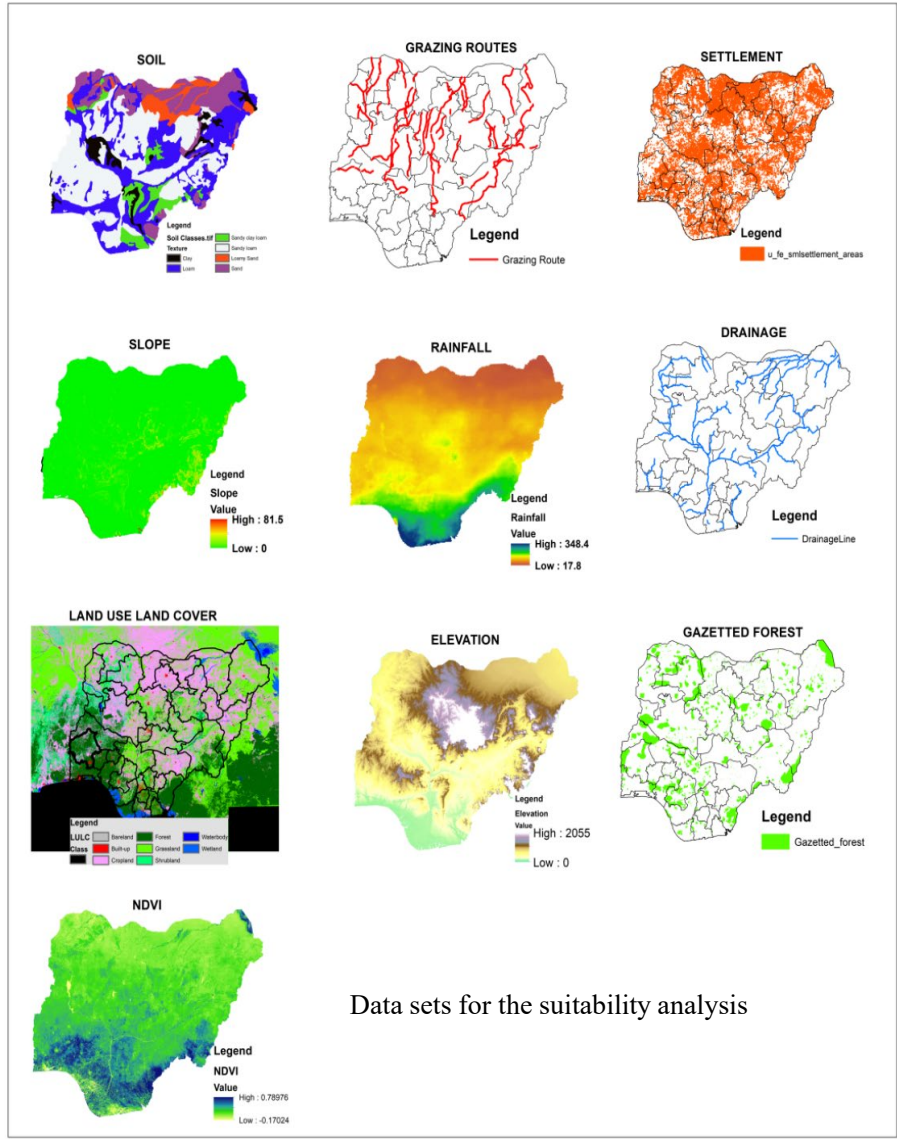 SOIL
Legend
Soil Classes.tif
Texture
Clay
Loam
Sandy clay loam
Sandy loam
Loamy Sand
Sand
GRAZING ROUTES
Legend
Grazing Route
SETTLEMENT
Legend
u_fe_smlsettlement_areas
SLOPE
Legend
Slope
Value
High : 81.5
Low : 0
RAINFALL
Legend
Rainfall
Value
High : 348.4
Low : 17.8
DRAINAGE
Legend
DrainageLine
LAND USE LAND COVER
Legend
LULC
Class
Bareland
Built-up
Cropland
Forest
Grassland
Shrubland
Waterbody
Wetland
ELEVATION
Legend
Elevation
Value
High : 2055
Low : 0
GAZETTED FOREST
Legend
Gazetted_forest
NDVI
Legend
NDVI
Value
High : 0.78976
Low : -0.17024
Data sets for the suitability analysis